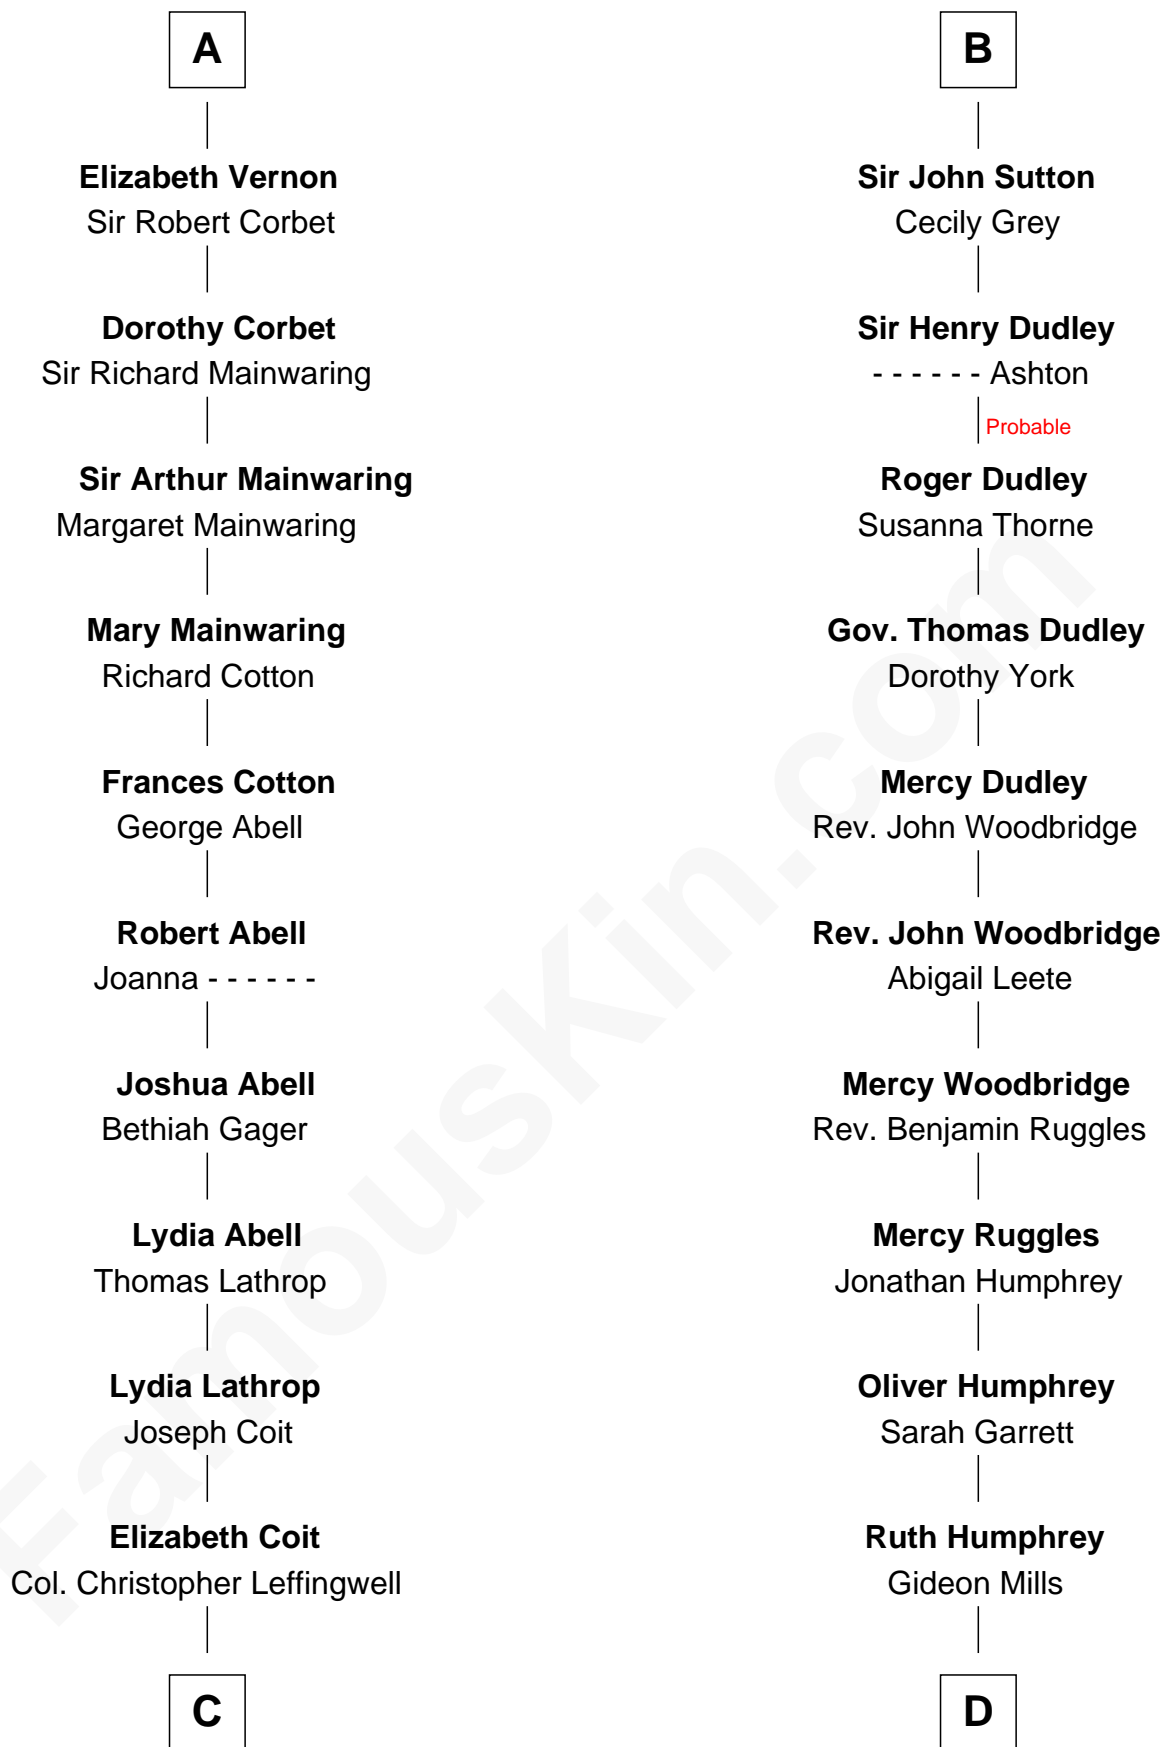 A
Elizabeth Vernon
Sir Robert Corbet
Dorothy Corbet
Sir Richard Mainwaring
Sir Arthur Mainwaring
Margaret Mainwaring
Mary Mainwaring
Richard Cotton
Frances Cotton
George Abell
Robert Abell
Joanna - - - - - -
Joshua Abell
Bethiah Gager
Lydia Abell
Thomas Lathrop
Lydia Lathrop
Joseph Coit
Elizabeth Coit
Col. Christopher Leffingwell
C
B
Sir John Sutton
Cecily Grey
Sir Henry Dudley
- - - - - - Ashton
Probable
Roger Dudley
Susanna Thorne
Gov. Thomas Dudley
Dorothy York
Mercy Dudley
Rev. John Woodbridge
Rev. John Woodbridge
Abigail Leete
Mercy Woodbridge
Rev. Benjamin Ruggles
Mercy Ruggles
Jonathan Humphrey
Oliver Humphrey
Sarah Garrett
Ruth Humphrey
Gideon Mills
D
FamousKin.com